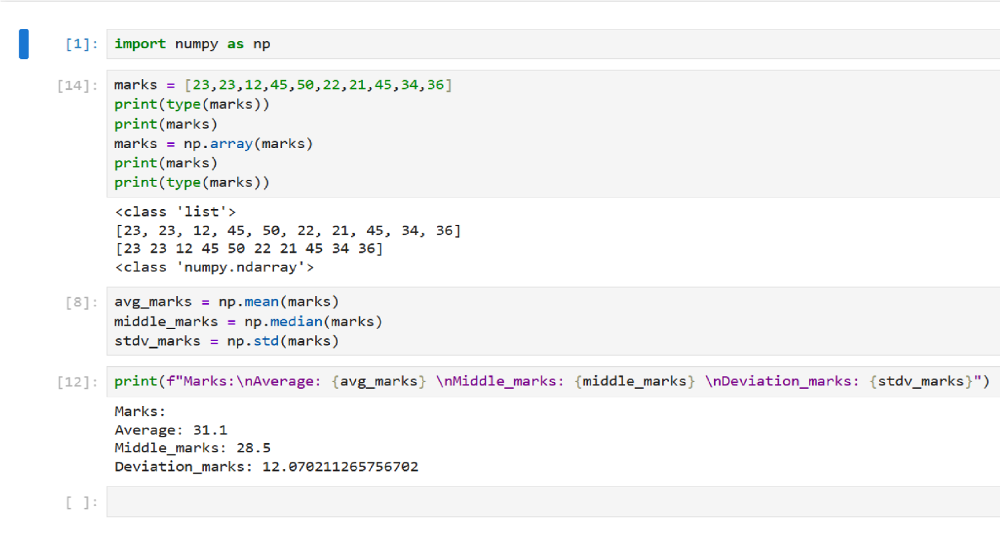 [1]: import numpy as np
[14]: marks = [23,23,12,45,50,22,21,45,34,36]
print(type(marks))
print(marks)
marks = np.array(marks)
print(marks)
print(type(marks))
<class 'list'>
[23, 23, 12, 45, 50, 22, 21, 45, 34, 36]
[23 23 12 45 50 22 21 45 34 36]
<class 'numpy.ndarray'>
[8]: avg_marks = np.mean(marks)
middle_marks = np.median(marks)
stdv_marks = np.std(marks)
[12]: print(f"Marks:\nAverage: {avg_marks} \nMiddle_marks: {middle_marks} \nDeviation_marks: {stdv_marks}")
Marks:
Average: 31.1
Middle_marks: 28.5
Deviation_marks: 12.070211265756702
[ ]: